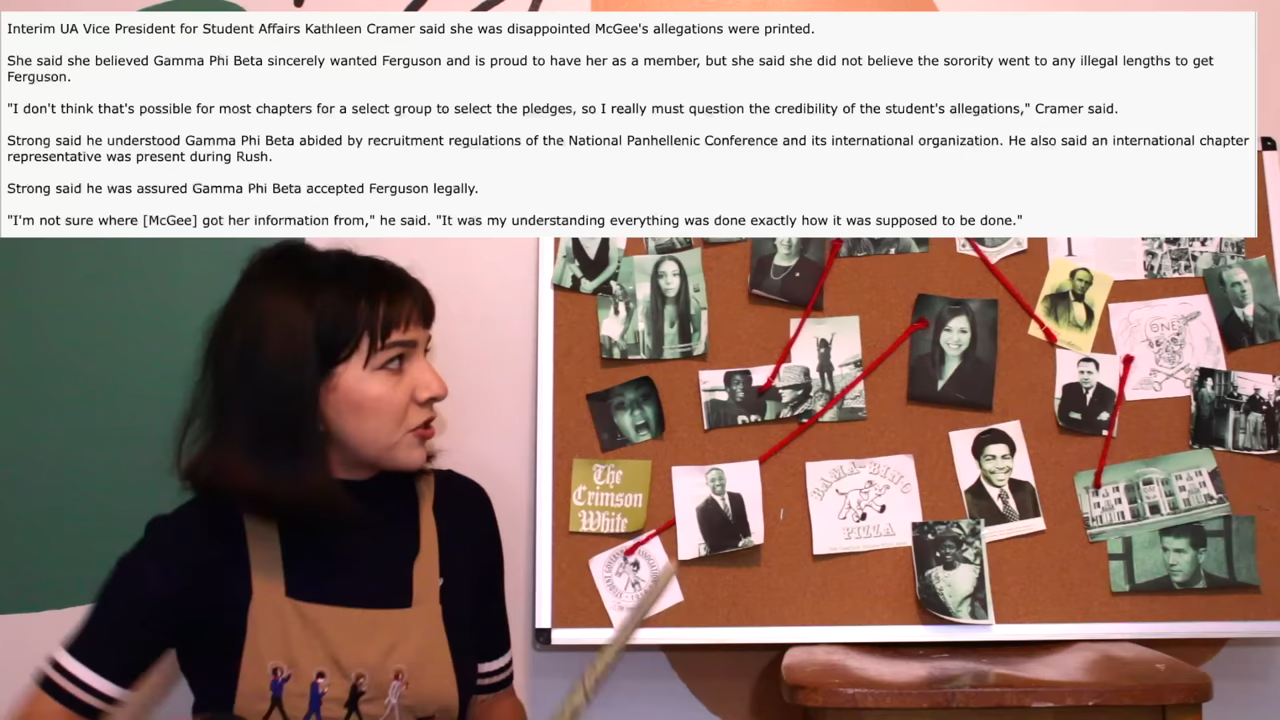 Interim UA Vice President for Student Affairs Kathleen Cramer said she was disappointed McGee's allegations were printed.
She said she believed Gamma Phi Beta sincerely wanted Ferguson and is proud to have her as a member, but she said she did not believe the sorority went to any illegal lengths to get
Ferguson.
"I don't think that's possible for most chapters for a select group to select the pledges, so I really must question the credibility of the student's allegations," Cramer said.
Strong said he understood Gamma Phi Beta abided by recruitment regulations of the National Panhellenic Conference and its international organization. He also said an international chapter
representative was present during Rush.
Strong said he was assured Gamma Phi Beta accepted Ferguson legally.
"I'm not sure where [McGee] got her information from," he said. "It was my understanding everything was done exactly how it was supposed to be done."
The
Crimson
White
BAMA-BINO
PIZZA